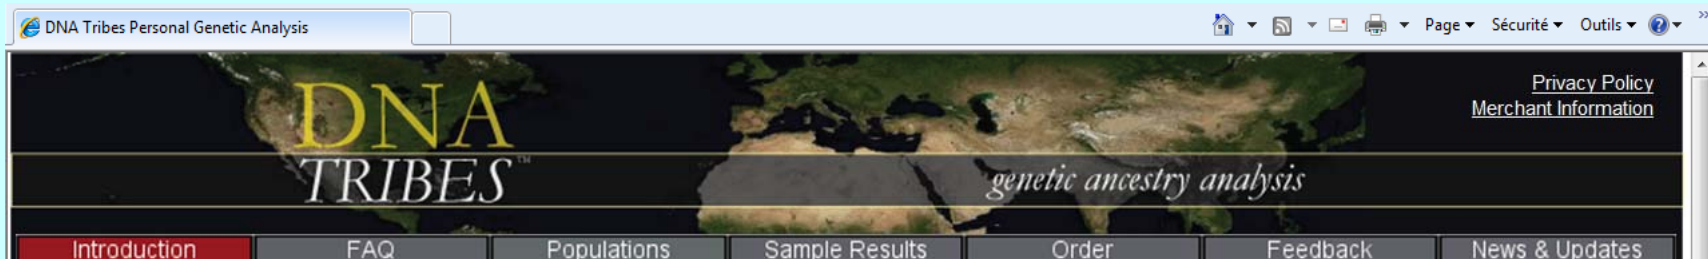 DNA Tribes Personal Genetic Analysis
Page Sécurité Outils
Privacy Policy
Merchant Information
DNA
TRIBES™
genetic ancestry analysis
Introduction FAQ Populations Sample Results Order Feedback News & Updates